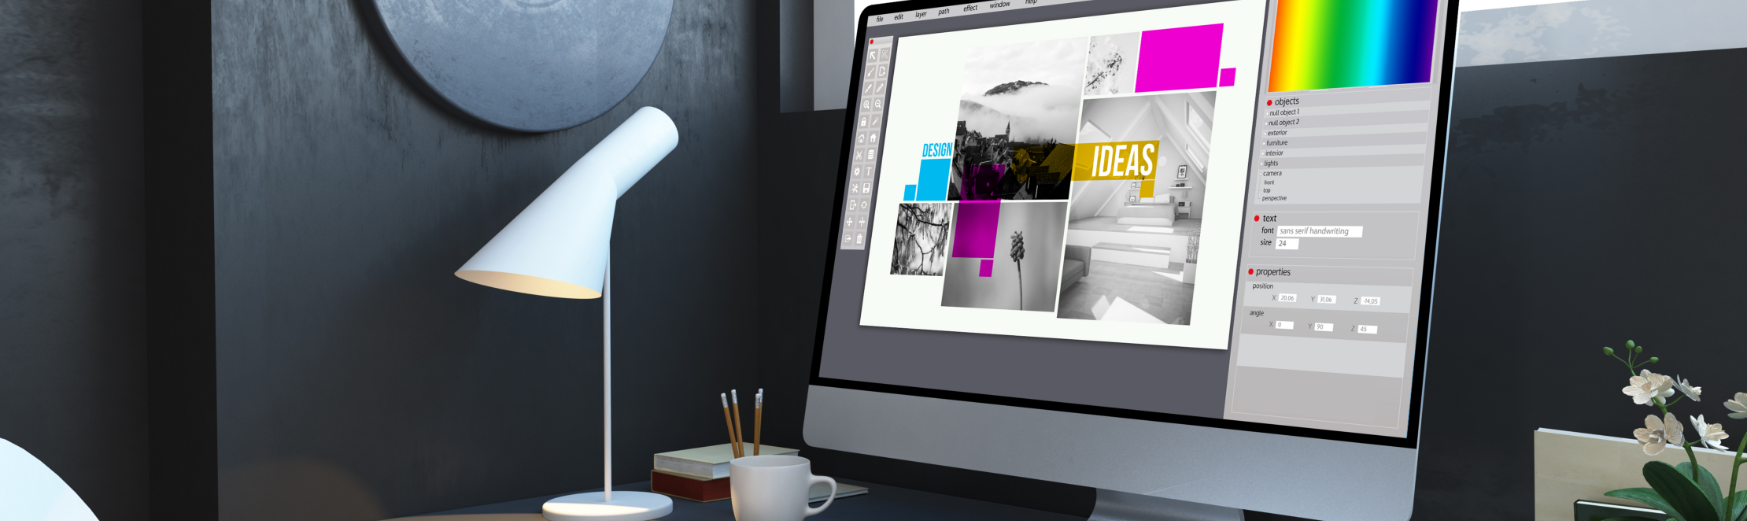 file edit layer path effect window help
DESIGN
IDEAS
objects
null object 1
null object 2
exterior
furniture
interior
lights
camera
front
top
perspective
text
font sans serif handwriting
size 24
properties
position
X 20,06 Y 31,06 Z 74,05
angle
X 0 Y 90 Z 45